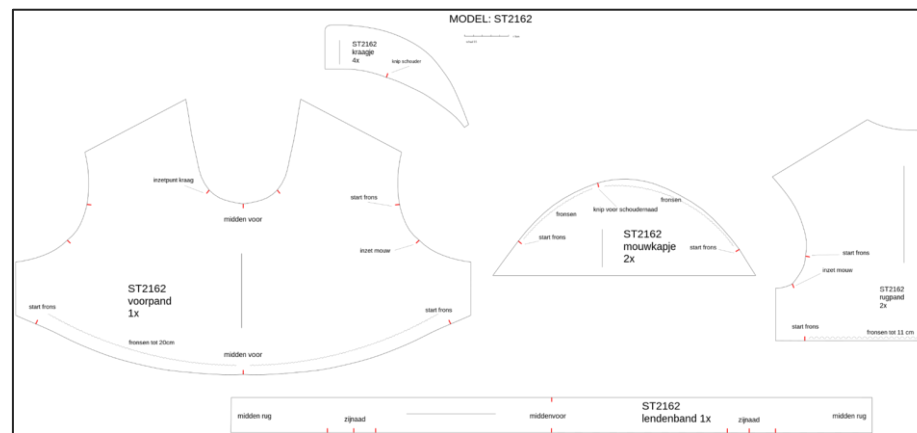 MODEL: ST2162
ST2162
kraagje
4x
knip schouder
inzetpunt kraag
midden voor
start frons
inzet mouw
ST2162
voorpand
1x
start frons
start frons
fronsen tot 20cm
midden voor
fronsen
fronsen
knip voor schoudernaad
start frons
ST2162
mouwkapje
2x
start frons
start frons
inzet mouw
ST2162
rugpand
2x
start frons
fronsen tot 11 cm
midden rug
zijnaad
middenvoor
ST2162
lendenband 1x
zijnaad
midden rug